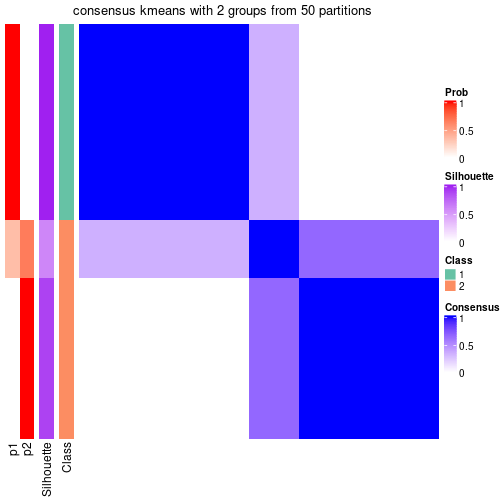 consensus kmeans with 2 groups from 50 partitions
Prob
1
0.5
0
Silhouette
1
0.5
0
Class
1
2
Consensus
1
0.5
0
p1
p2
Silhouette
Class